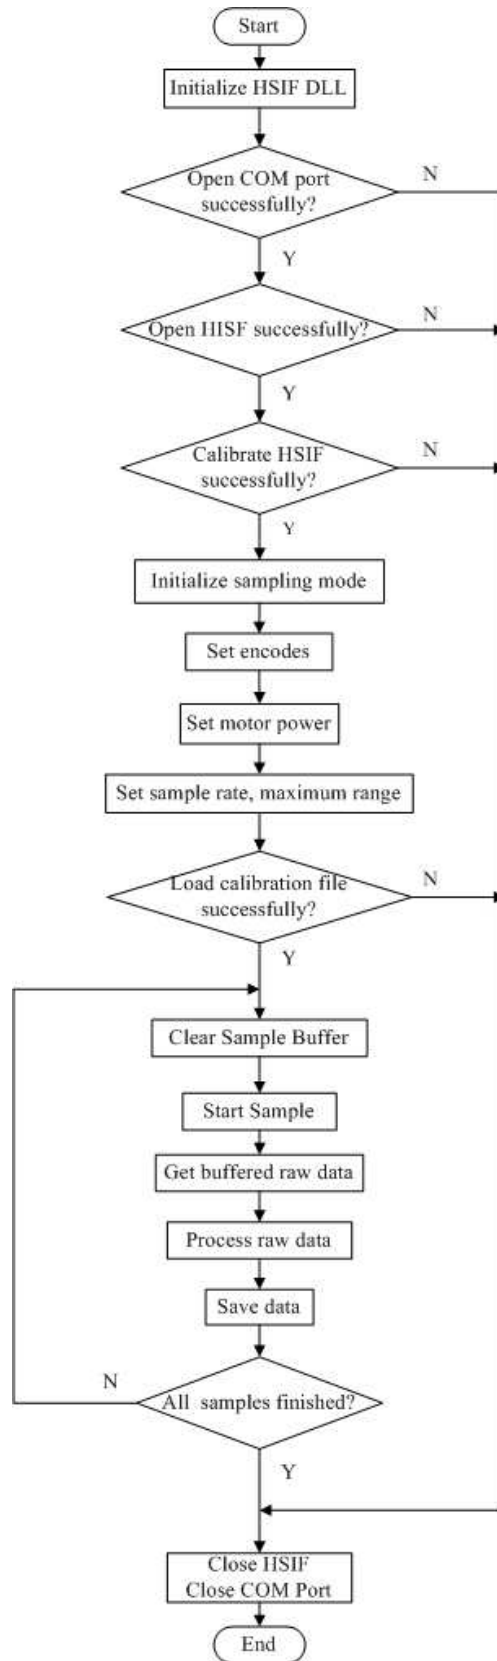 Start
Initialize HSIF DLL
Open COM port
successfully?
N
Y
Open HISF successfully?
N
Y
Calibrate HSIF
successfully?
N
Y
Initialize sampling mode
Set encodes
Set motor power
Set sample rate, maximum range
Load calibration file
successfully?
N
Y
Clear Sample Buffer
Start Sample
Get buffered raw data
Process raw data
Save data
All samples finished?
N
Y
Close HSIF
Close COM Port
End